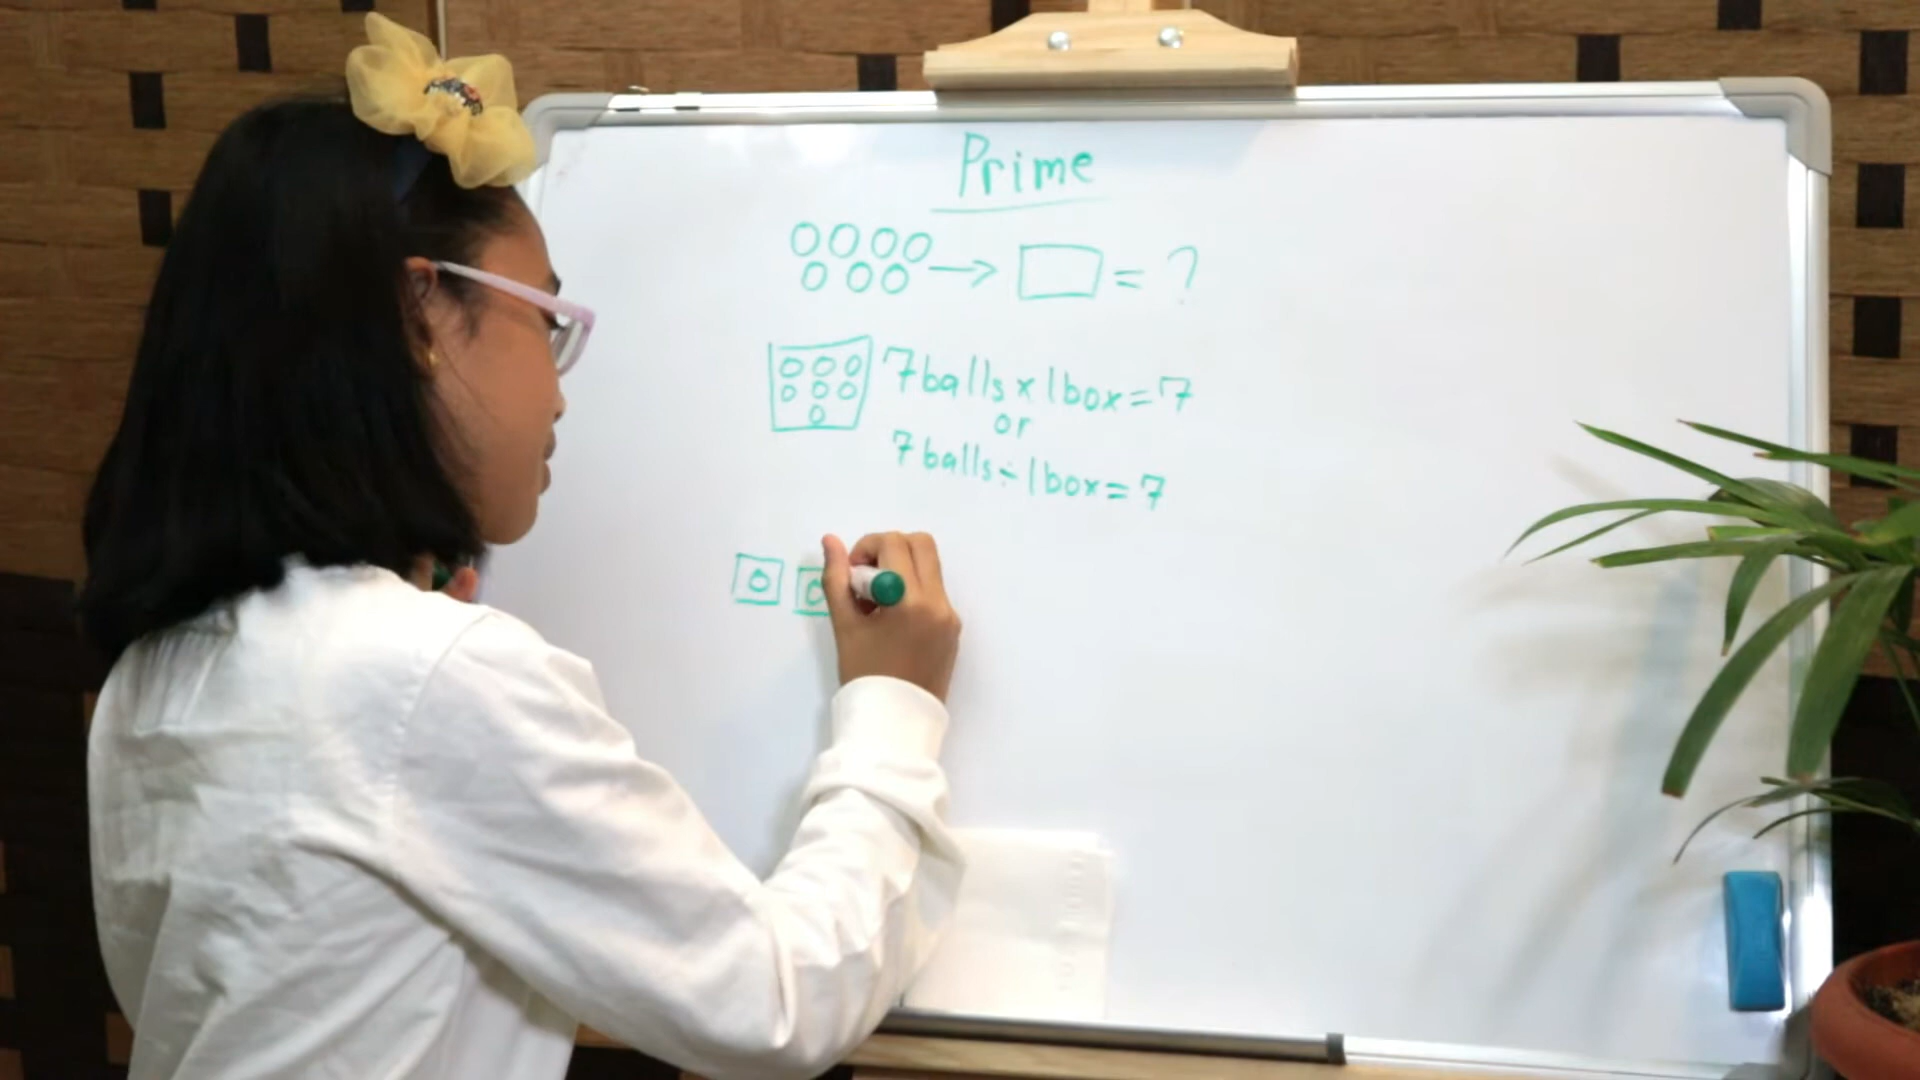 Prime
= ?
7 balls x 1 box = 7
or
7 balls ÷ 1 box = 7